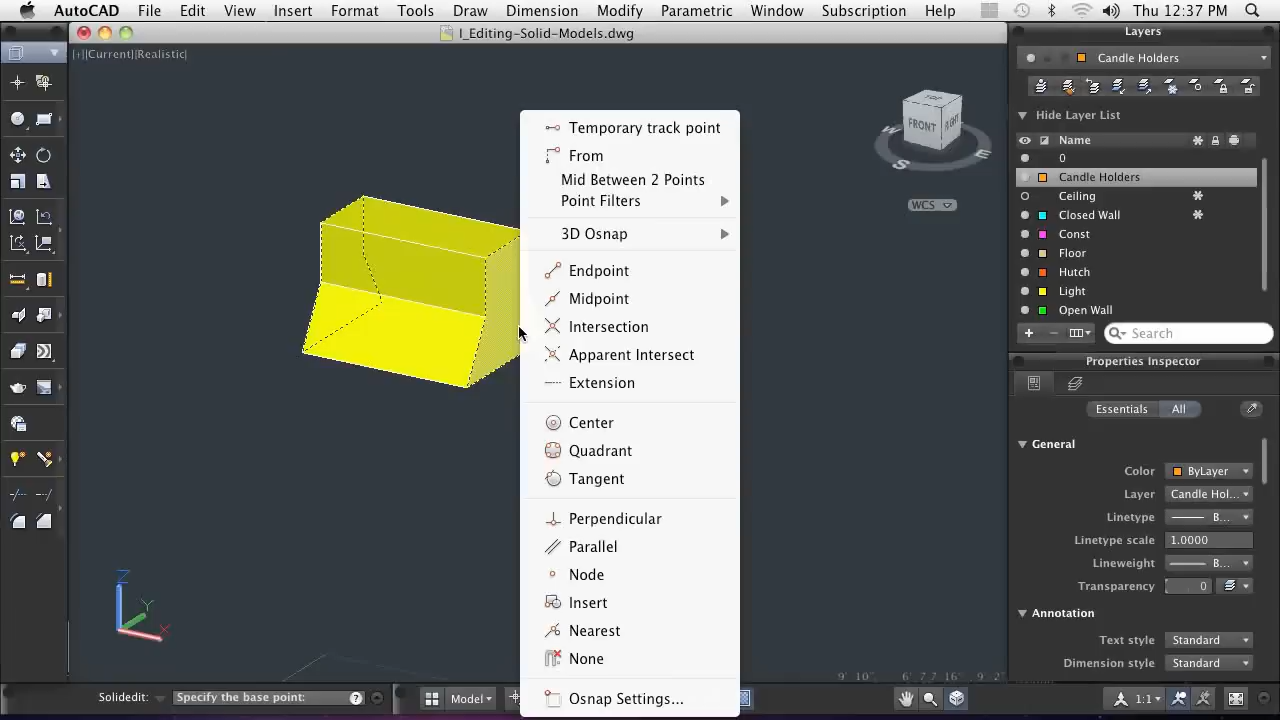 AutoCAD File Edit View Insert Format Tools Draw Dimension Modify Parametric Window Subscription Help Thu 12:37 PM
I_Editing-Solid-Models.dwg
[+][Current][Realistic]
TOP
FRONT
RIGHT
W
S
E
WCS
Temporary track point
From
Mid Between 2 Points
Point Filters
3D Osnap
Endpoint
Midpoint
Intersection
Apparent Intersect
Extension
Center
Quadrant
Tangent
Perpendicular
Parallel
Node
Insert
Nearest
None
Osnap Settings...
Z
Y
X
Solidedit: Specify the base point: ?
Model
1:1
Layers
Candle Holders
Hide Layer List
Name
0
Candle Holders
Ceiling
Closed Wall
Const
Floor
Hutch
Light
Open Wall
Search
Properties Inspector
Essentials All
General
Color ByLayer
Layer Candle Hol...
Linetype B...
Linetype scale 1.0000
Lineweight B...
Transparency 0
Annotation
Text style Standard
Dimension style Standard